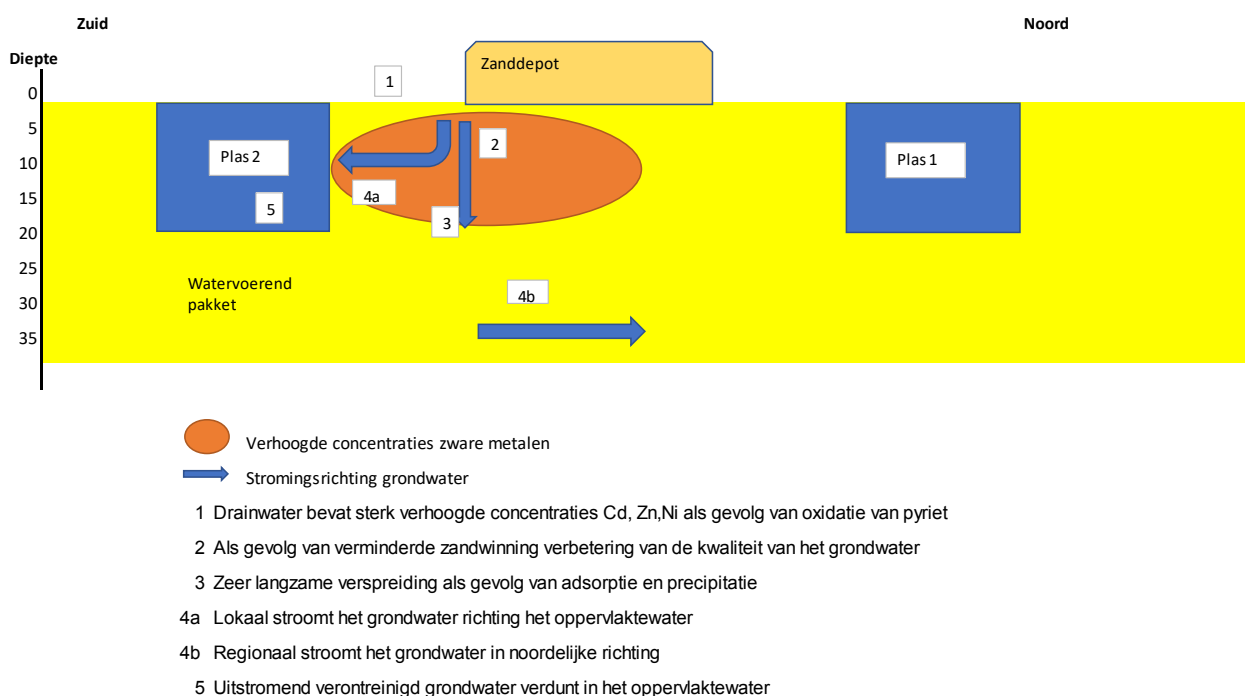 Zuid
Noord
Diepte
Zanddepot
1
0
5
2
Plas 2
Plas 1
10
4a
15
5
3
20
25
Watervoerend
pakket
4b
30
35
Verhoogde concentraties zware metalen
Stromingsrichting grondwater
1 Drainwater bevat sterk verhoogde concentraties Cd, Zn,Ni als gevolg van oxidatie van pyriet
2 Als gevolg van verminderde zandwinning verbetering van de kwaliteit van het grondwater
3 Zeer langzame verspreiding als gevolg van adsorptie en precipitatie
4a Lokaal stroomt het grondwater richting het oppervlaktewater
4b Regionaal stroomt het grondwater in noordelijke richting
5 Uitstromend verontreinigd grondwater verdunt in het oppervlaktewater